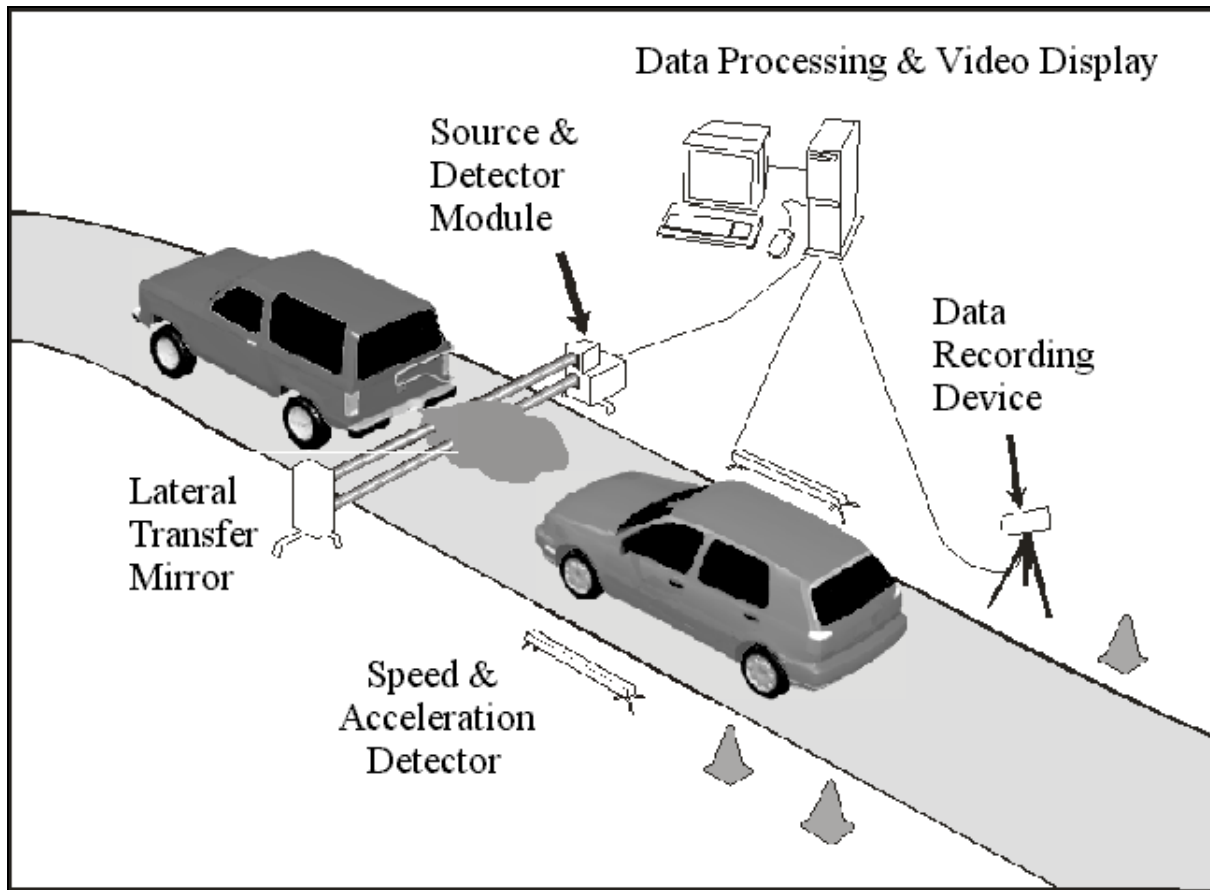 Data Processing & Video Display
Source &
Detector
Module
Data
Recording
Device
Lateral
Transfer
Mirror
Speed &
Acceleration
Detector